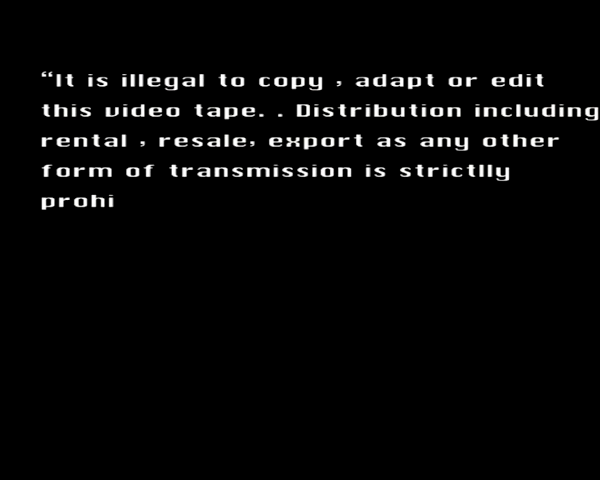 “It is illegal to copy , adapt or edit
this video tape. . Distribution including
rental , resale, export as any other
form of transmission is strictlly
prohi